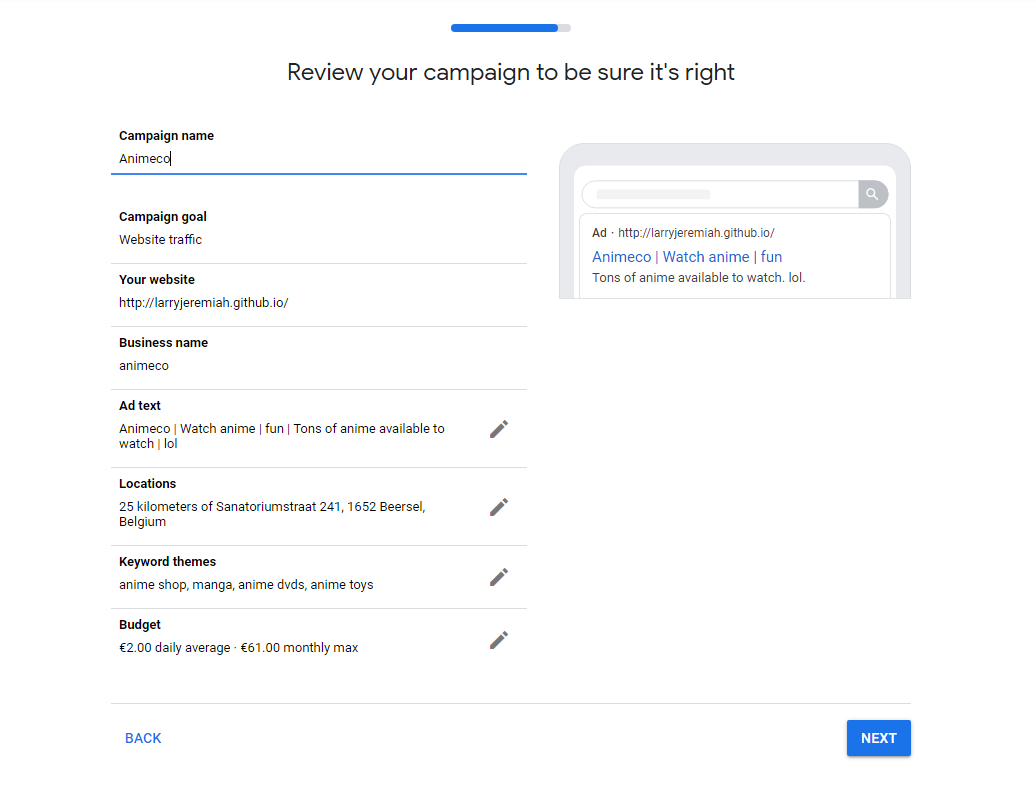 Review your campaign to be sure it's right
Campaign name
Animeco
Campaign goal
Website traffic
Your website
http://larryjeremiah.github.io/
Business name
animeco
Ad text
Animeco | Watch anime | fun | Tons of anime available to
watch | lol
Locations
25 kilometers of Sanatoriumstraat 241, 1652 Beersel,
Belgium
Keyword themes
anime shop, manga, anime dvds, anime toys
Budget
€2.00 daily average · €61.00 monthly max
Ad · http://larryjeremiah.github.io/
Animeco | Watch anime | fun
Tons of anime available to watch. lol.
BACK
NEXT